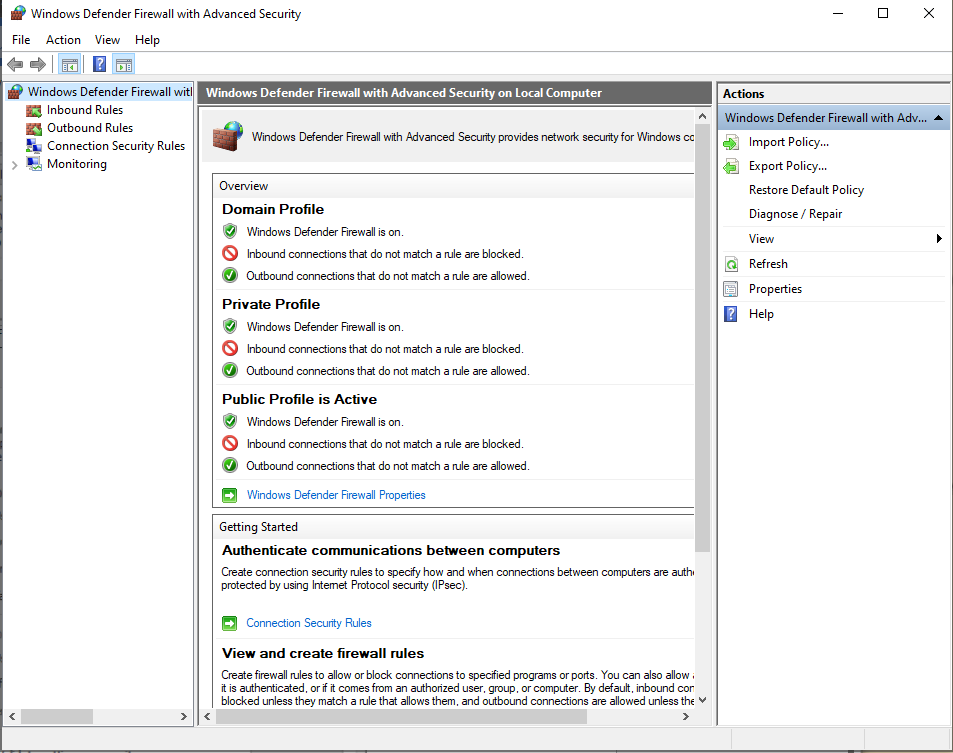 Windows Defender Firewall with Advanced Security
File Action View Help
Windows Defender Firewall wit
Inbound Rules
Outbound Rules
Connection Security Rules
Monitoring
Windows Defender Firewall with Advanced Security on Local Computer
Windows Defender Firewall with Advanced Security provides network security for Windows co
Overview
Domain Profile
Windows Defender Firewall is on.
Inbound connections that do not match a rule are blocked.
Outbound connections that do not match a rule are allowed.
Private Profile
Windows Defender Firewall is on.
Inbound connections that do not match a rule are blocked.
Outbound connections that do not match a rule are allowed.
Public Profile is Active
Windows Defender Firewall is on.
Inbound connections that do not match a rule are blocked.
Outbound connections that do not match a rule are allowed.
Windows Defender Firewall Properties
Getting Started
Authenticate communications between computers
Create connection security rules to specify how and when connections between computers are authe
protected by using Internet Protocol security (IPsec).
Connection Security Rules
View and create firewall rules
Create firewall rules to allow or block connections to specified programs or ports. You can also allow
it is authenticated, or if it comes from an authorized user, group, or computer. By default, inbound con
blocked unless they match a rule that allows them, and outbound connections are allowed unless the
Actions
Windows Defender Firewall with Adv...
Import Policy...
Export Policy...
Restore Default Policy
Diagnose / Repair
View
Refresh
Properties
Help